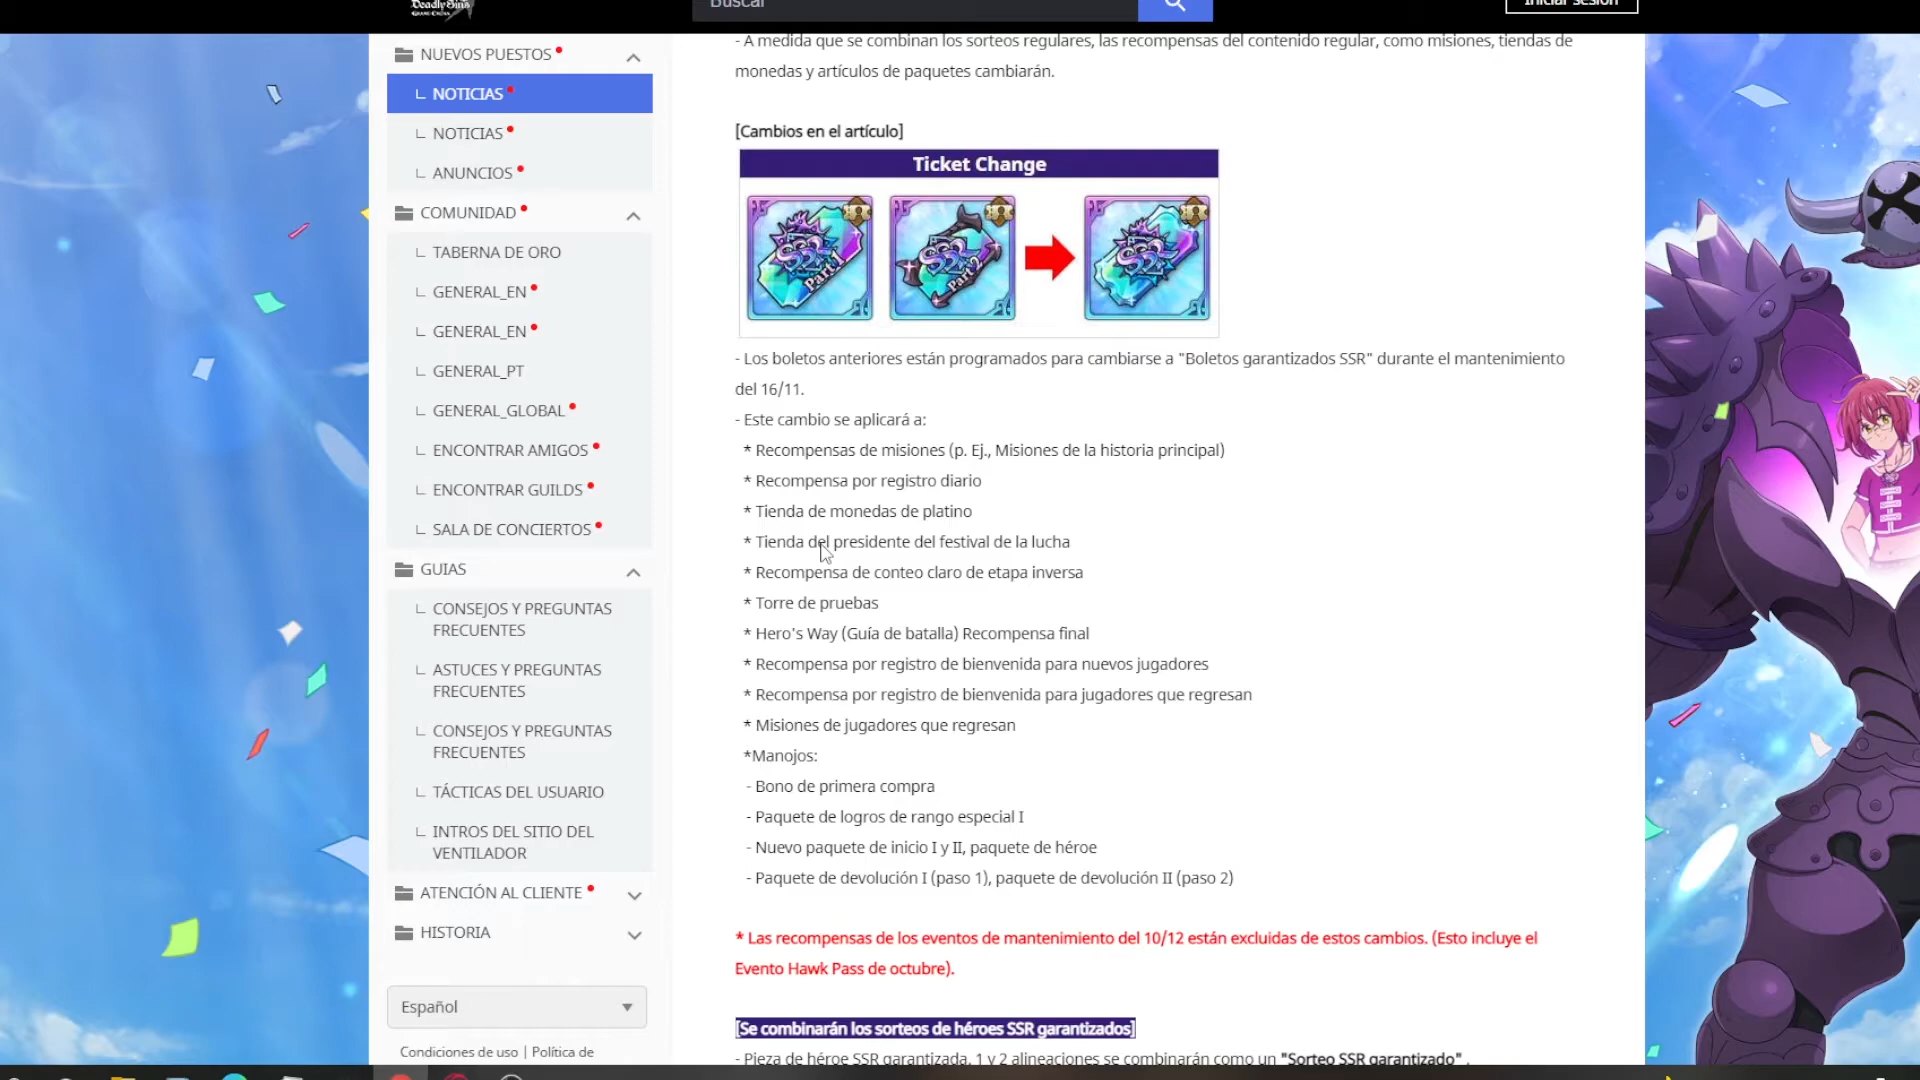 Deadly Sins
GRAND CROSS
Buscar
Iniciar sesión
NUEVOS PUESTOS
NOTICIAS
NOTICIAS
ANUNCIOS
COMUNIDAD
TABERNA DE ORO
GENERAL_EN
GENERAL_EN
GENERAL_PT
GENERAL_GLOBAL
ENCONTRAR AMIGOS
ENCONTRAR GUILDS
SALA DE CONCIERTOS
GUIAS
CONSEJOS Y PREGUNTAS
FRECUENTES
ASTUCES Y PREGUNTAS
FRECUENTES
CONSEJOS Y PREGUNTAS
FRECUENTES
TÁCTICAS DEL USUARIO
INTROS DEL SITIO DEL
VENTILADOR
ATENCIÓN AL CLIENTE
HISTORIA
Español
Condiciones de uso | Política de
- A medida que se combinan los sorteos regulares, las recompensas del contenido regular, como misiones, tiendas de
monedas y artículos de paquetes cambiarán.
[Cambios en el artículo]
Ticket Change
SSR Part 1
SSR Part 2
SSR
- Los boletos anteriores están programados para cambiarse a "Boletos garantizados SSR" durante el mantenimiento
del 16/11.
- Este cambio se aplicará a:
* Recompensas de misiones (p. Ej., Misiones de la historia principal)
* Recompensa por registro diario
* Tienda de monedas de platino
* Tienda del presidente del festival de la lucha
* Recompensa de conteo claro de etapa inversa
* Torre de pruebas
* Hero's Way (Guía de batalla) Recompensa final
* Recompensa por registro de bienvenida para nuevos jugadores
* Recompensa por registro de bienvenida para jugadores que regresan
* Misiones de jugadores que regresan
*Manojos:
- Bono de primera compra
- Paquete de logros de rango especial I
- Nuevo paquete de inicio I y II, paquete de héroe
- Paquete de devolución I (paso 1), paquete de devolución II (paso 2)
* Las recompensas de los eventos de mantenimiento del 10/12 están excluidas de estos cambios. (Esto incluye el
Evento Hawk Pass de octubre).
[Se combinarán los sorteos de héroes SSR garantizados]
- Pieza de héroe SSR garantizada. 1 y 2 alineaciones se combinarán como un "Sorteo SSR garantizado" .